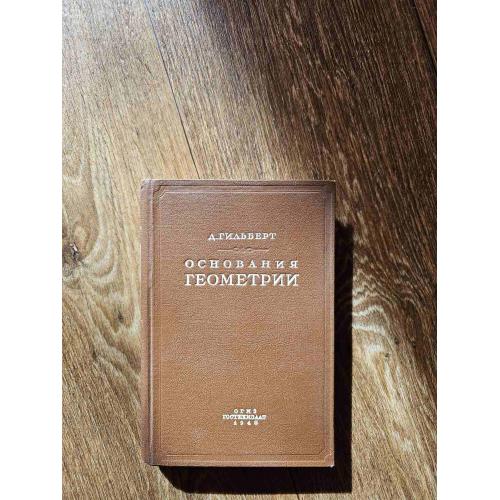 Д. ГИЛЬБЕРТ
ОСНОВАНИЯ
ГЕОМЕТРИИ
ОГИЗ
ГОСТЕХИЗДАТ
1948